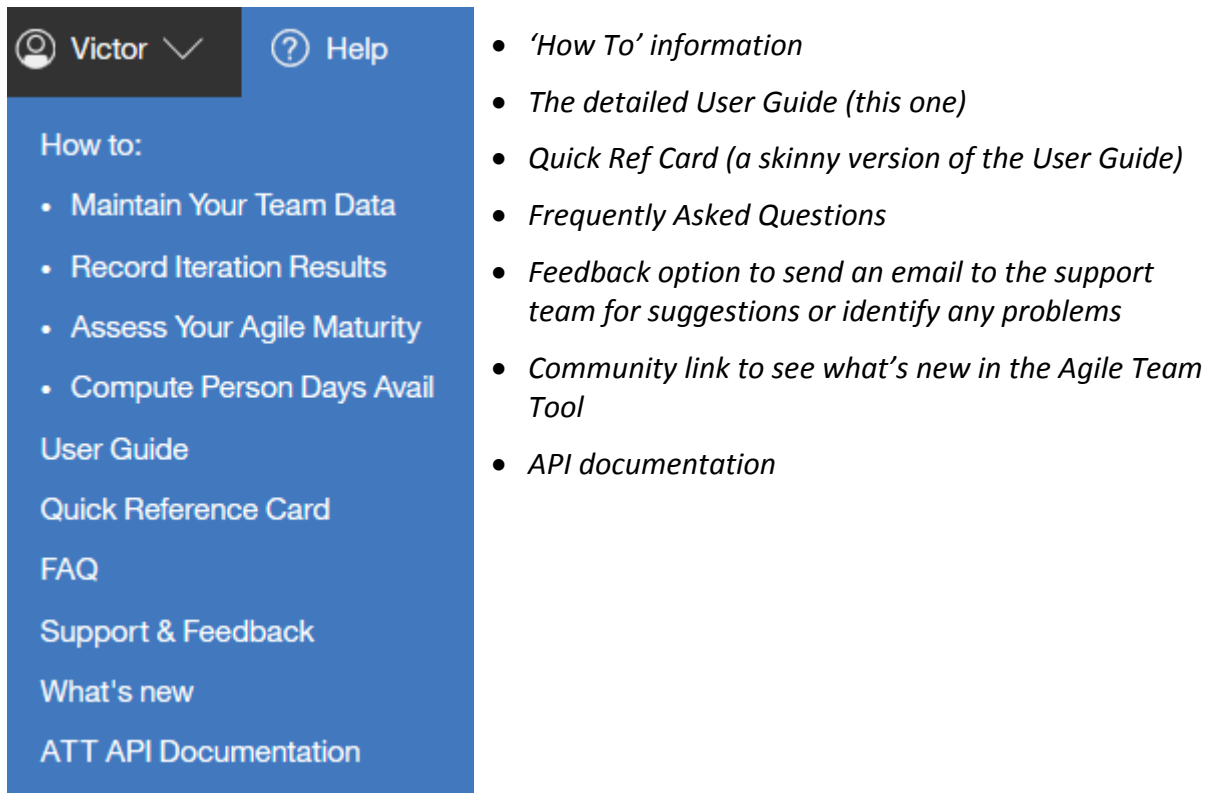 Victor
Help
How to:
• Maintain Your Team Data
• Record Iteration Results
• Assess Your Agile Maturity
• Compute Person Days Avail
User Guide
Quick Reference Card
FAQ
Support & Feedback
What's new
ATT API Documentation
• ‘How To’ information
• The detailed User Guide (this one)
• Quick Ref Card (a skinny version of the User Guide)
• Frequently Asked Questions
• Feedback option to send an email to the support
team for suggestions or identify any problems
• Community link to see what’s new in the Agile Team
Tool
• API documentation